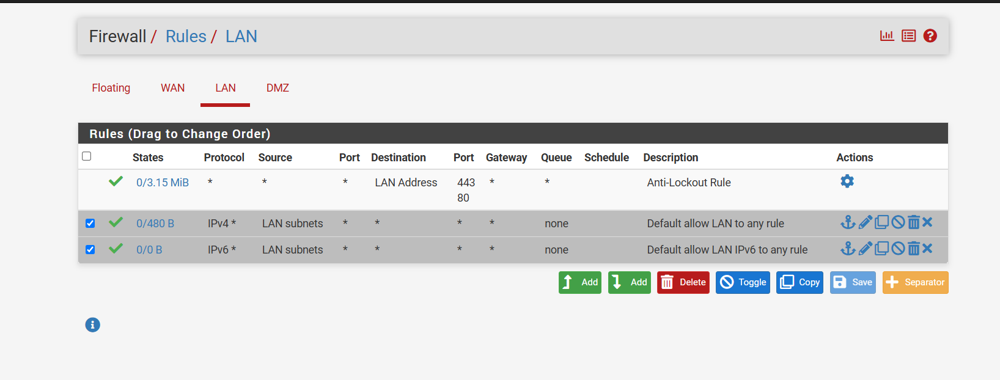 Firewall / Rules / LAN
Floating WAN LAN DMZ
Rules (Drag to Change Order)
States Protocol Source Port Destination Port Gateway Queue Schedule Description Actions
0/3.15 MiB * * * LAN Address 443 * * Anti-Lockout Rule
80
0/480 B IPv4 * LAN subnets * * * * none Default allow LAN to any rule
0/0 B IPv6 * LAN subnets * * * * none Default allow LAN IPv6 to any rule
Add Add Delete Toggle Copy Save Separator